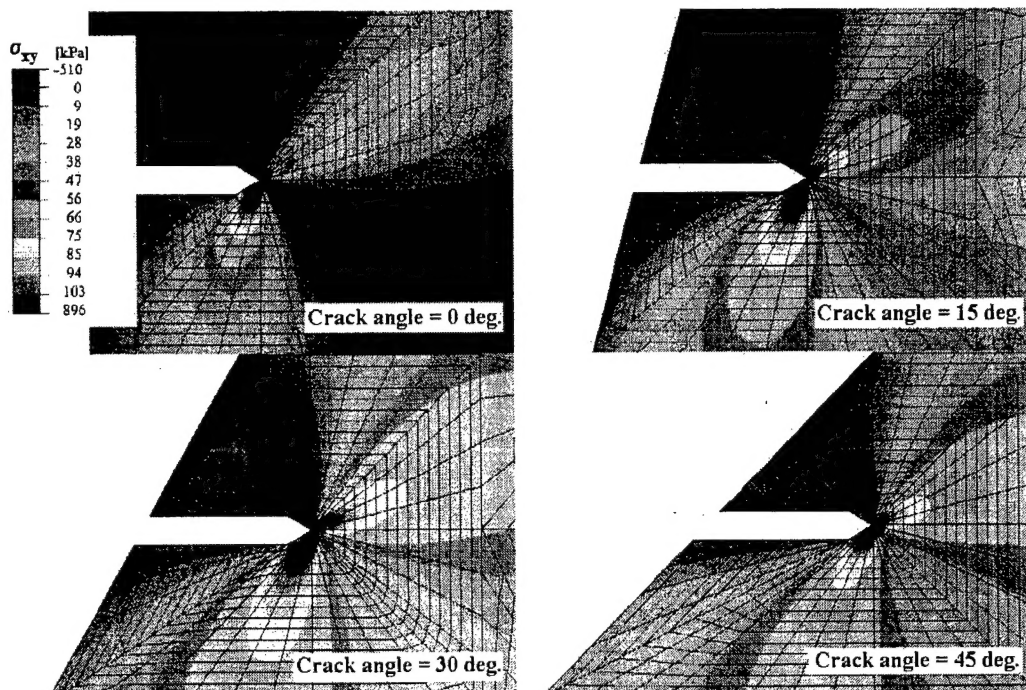 σxy [kPa]
-510
0
9
19
28
38
47
56
66
75
85
94
103
896
Crack angle = 0 deg.
Crack angle = 15 deg.
Crack angle = 30 deg.
Crack angle = 45 deg.